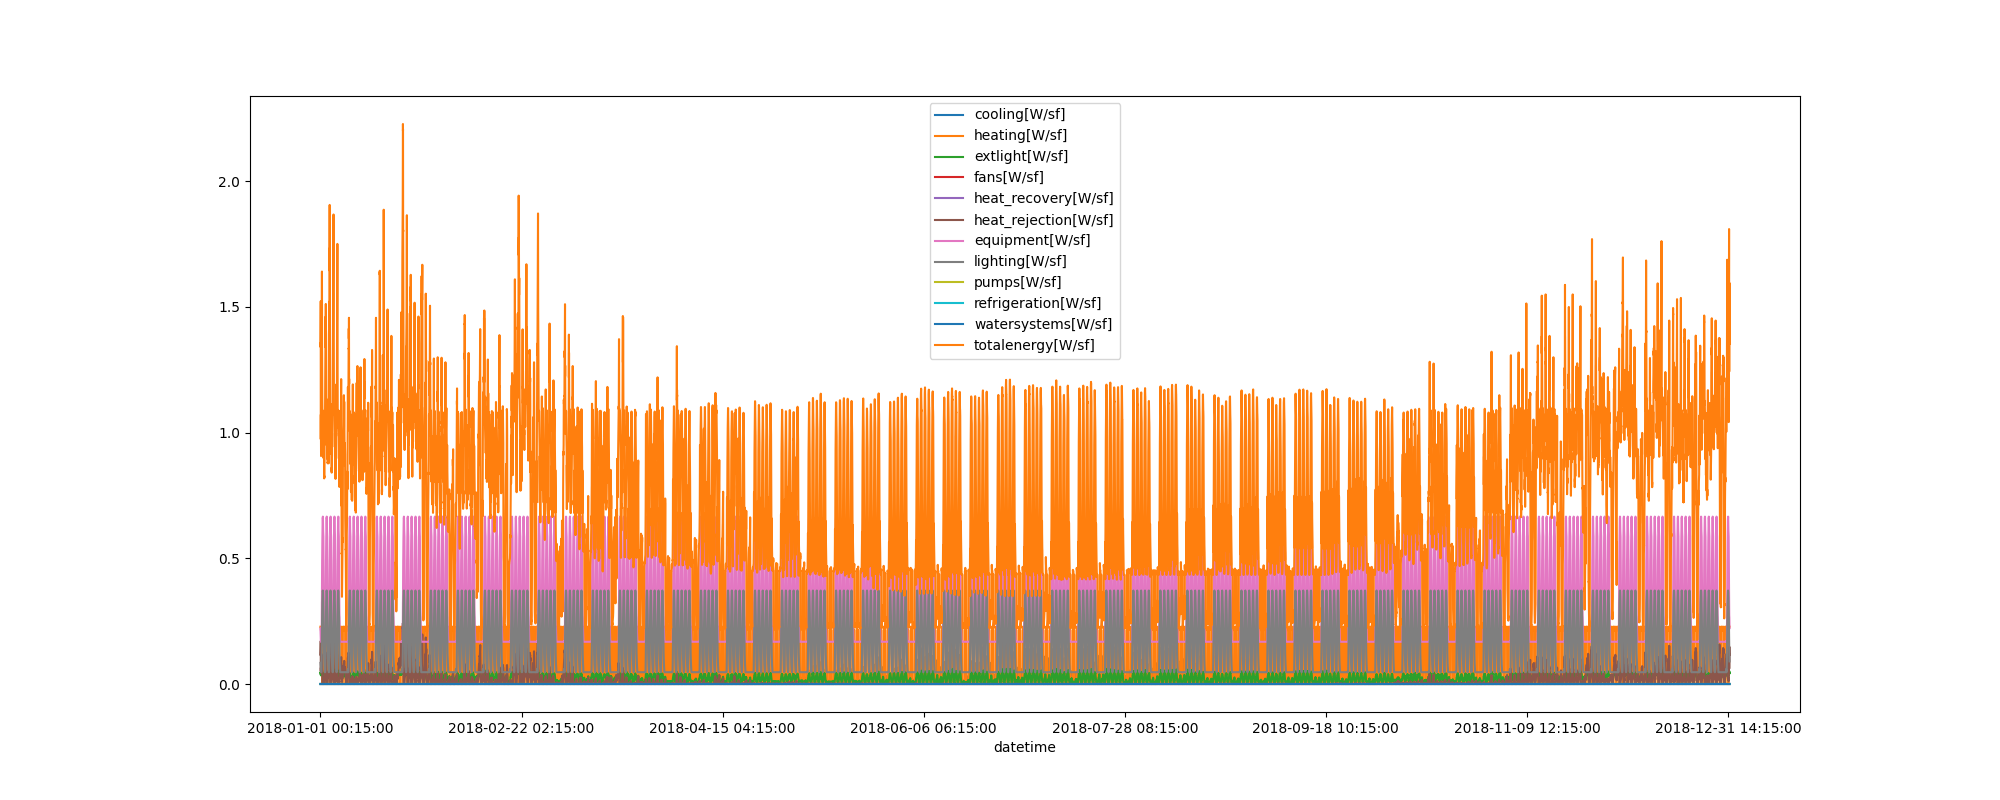 2.0
1.5
1.0
0.5
0.0
cooling[W/sf]
heating[W/sf]
extlight[W/sf]
fans[W/sf]
heat_recovery[W/sf]
heat_rejection[W/sf]
equipment[W/sf]
lighting[W/sf]
pumps[W/sf]
refrigeration[W/sf]
watersystems[W/sf]
totalenergy[W/sf]
2018-01-01 00:15:00 2018-02-22 02:15:00 2018-04-15 04:15:00 2018-06-06 06:15:00 2018-07-28 08:15:00 2018-09-18 10:15:00 2018-11-09 12:15:00 2018-12-31 14:15:00
datetime